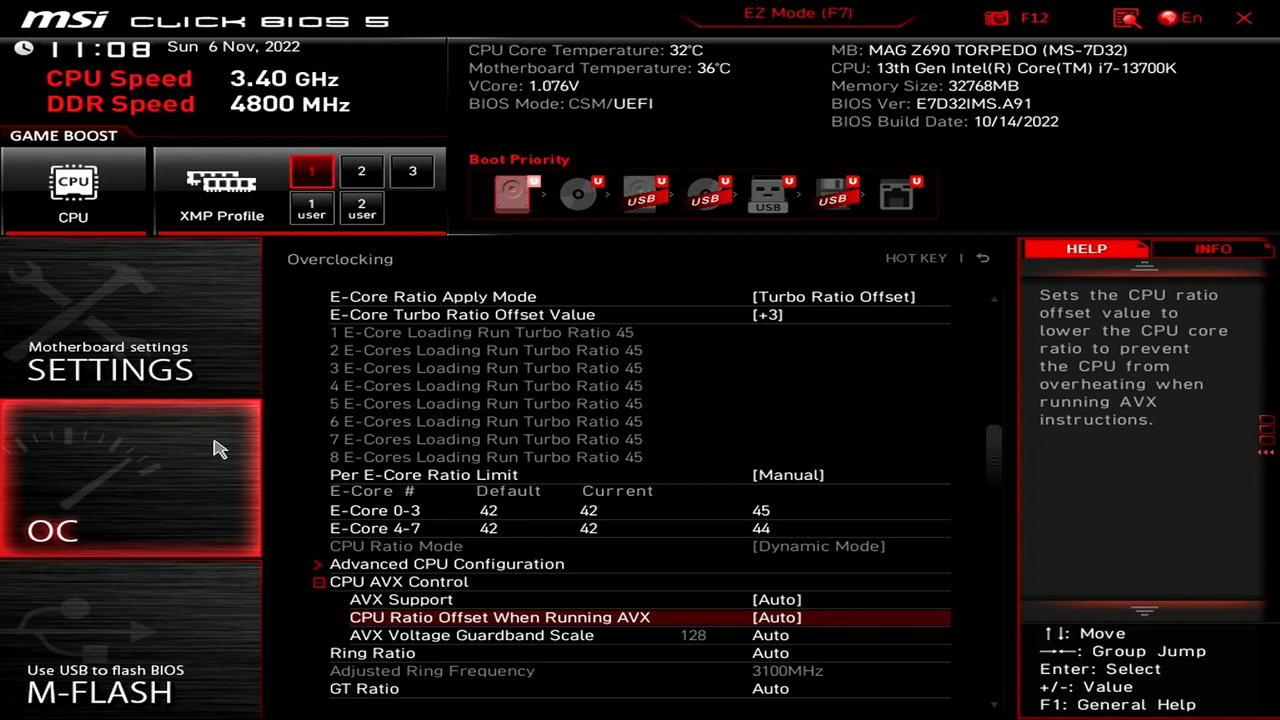 msi CLICK BIOS 5
EZ Mode (F7)
F12
En
11:08 Sun 6 Nov, 2022
CPU Speed 3.40 GHz
DDR Speed 4800 MHz
CPU Core Temperature: 32°C
Motherboard Temperature: 36°C
VCore: 1.076V
BIOS Mode: CSM/UEFI
MB: MAG Z690 TORPEDO (MS-7D32)
CPU: 13th Gen Intel(R) Core(TM) i7-13700K
Memory Size: 32768MB
BIOS Ver: E7D32IMS.A91
BIOS Build Date: 10/14/2022
GAME BOOST
CPU
CPU
XMP Profile
1 2 3
1 user 2 user
Boot Priority
U U U U U U U
USB USB USB USB
Motherboard settings
SETTINGS
OC
Use USB to flash BIOS
M-FLASH
Overclocking
HOT KEY |
E-Core Ratio Apply Mode [Turbo Ratio Offset]
E-Core Turbo Ratio Offset Value [+3]
1 E-Core Loading Run Turbo Ratio 45
2 E-Cores Loading Run Turbo Ratio 45
3 E-Cores Loading Run Turbo Ratio 45
4 E-Cores Loading Run Turbo Ratio 45
5 E-Cores Loading Run Turbo Ratio 45
6 E-Cores Loading Run Turbo Ratio 45
7 E-Cores Loading Run Turbo Ratio 45
8 E-Cores Loading Run Turbo Ratio 45
Per E-Core Ratio Limit [Manual]
E-Core # Default Current
E-Core 0-3 42 42 45
E-Core 4-7 42 42 44
CPU Ratio Mode [Dynamic Mode]
Advanced CPU Configuration
CPU AVX Control
AVX Support [Auto]
CPU Ratio Offset When Running AVX [Auto]
AVX Voltage Guardband Scale 128 Auto
Ring Ratio Auto
Adjusted Ring Frequency 3100MHz
GT Ratio Auto
HELP
INFO
Sets the CPU ratio
offset value to
lower the CPU core
ratio to prevent
the CPU from
overheating when
running AVX
instructions.
↑↓: Move
→←: Group Jump
Enter: Select
+/-: Value
F1: General Help